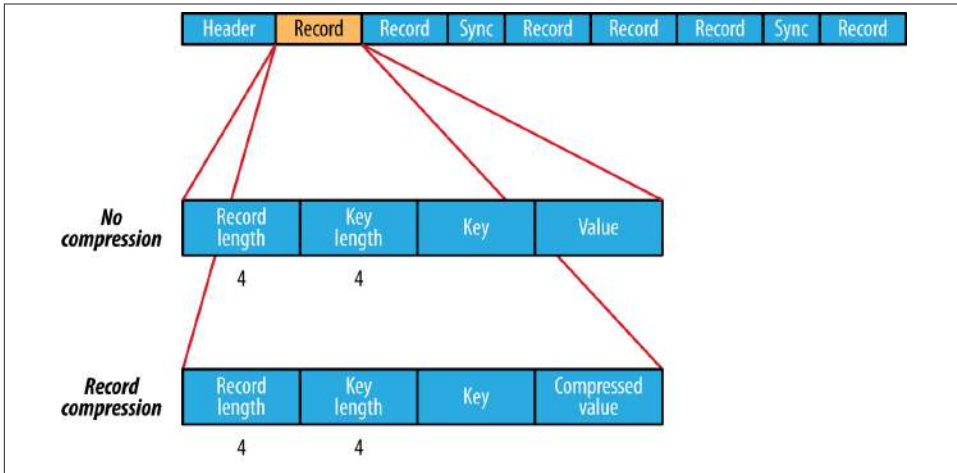 Header Record Record Sync Record Record Record Sync Record
No compression
Record length Key length Key Value
4 4
Record compression
Record length Key length Key Compressed value
4 4